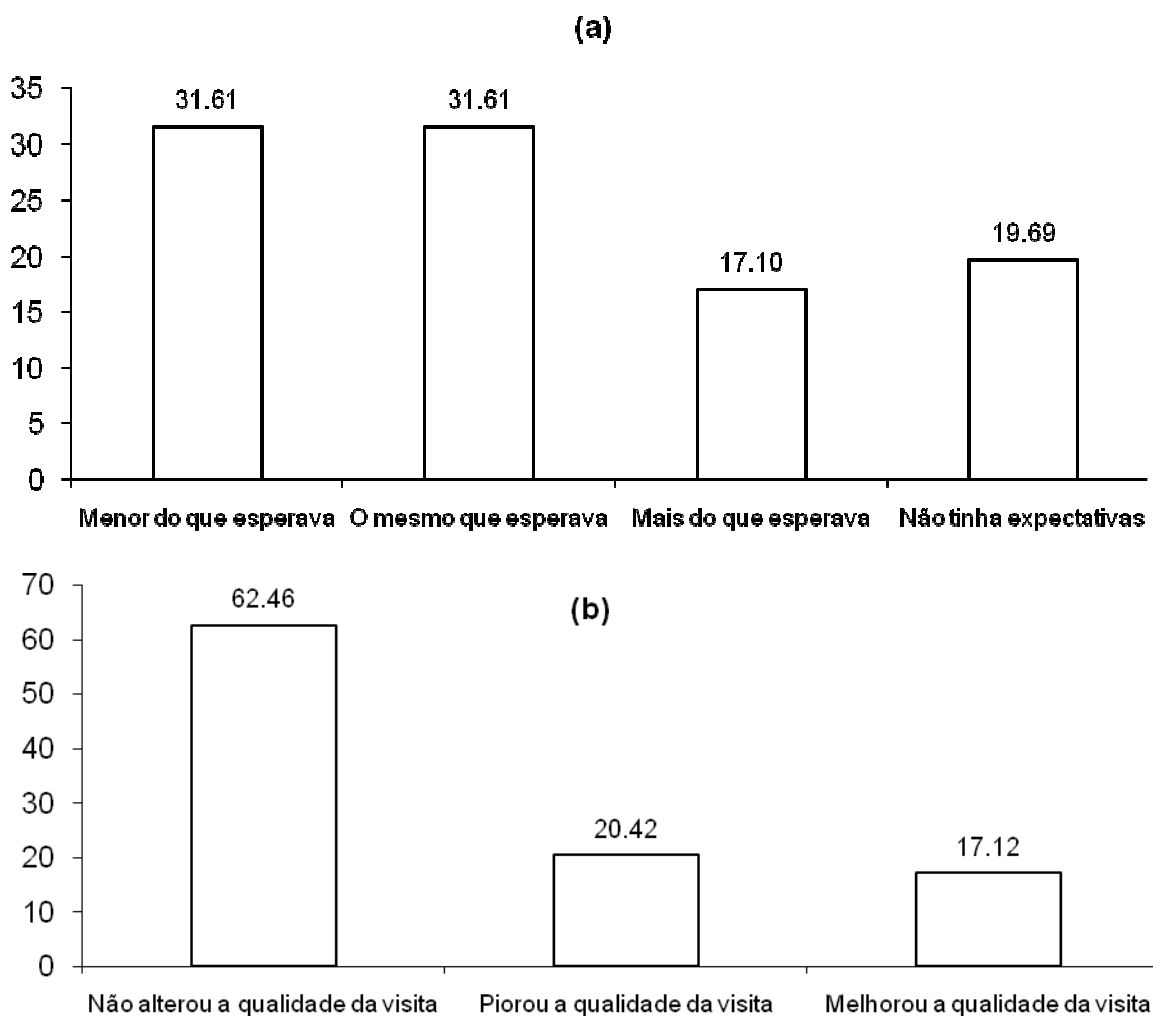 (a)
35
30
25
20
15
10
5
0
31.61
31.61
17.10
19.69
Menor do que esperava
O mesmo que esperava
Mais do que esperava
Não tinha expectativas
(b)
70
60
50
40
30
20
10
0
62.46
20.42
17.12
Não alterou a qualidade da visita
Piorou a qualidade da visita
Melhorou a qualidade da visita